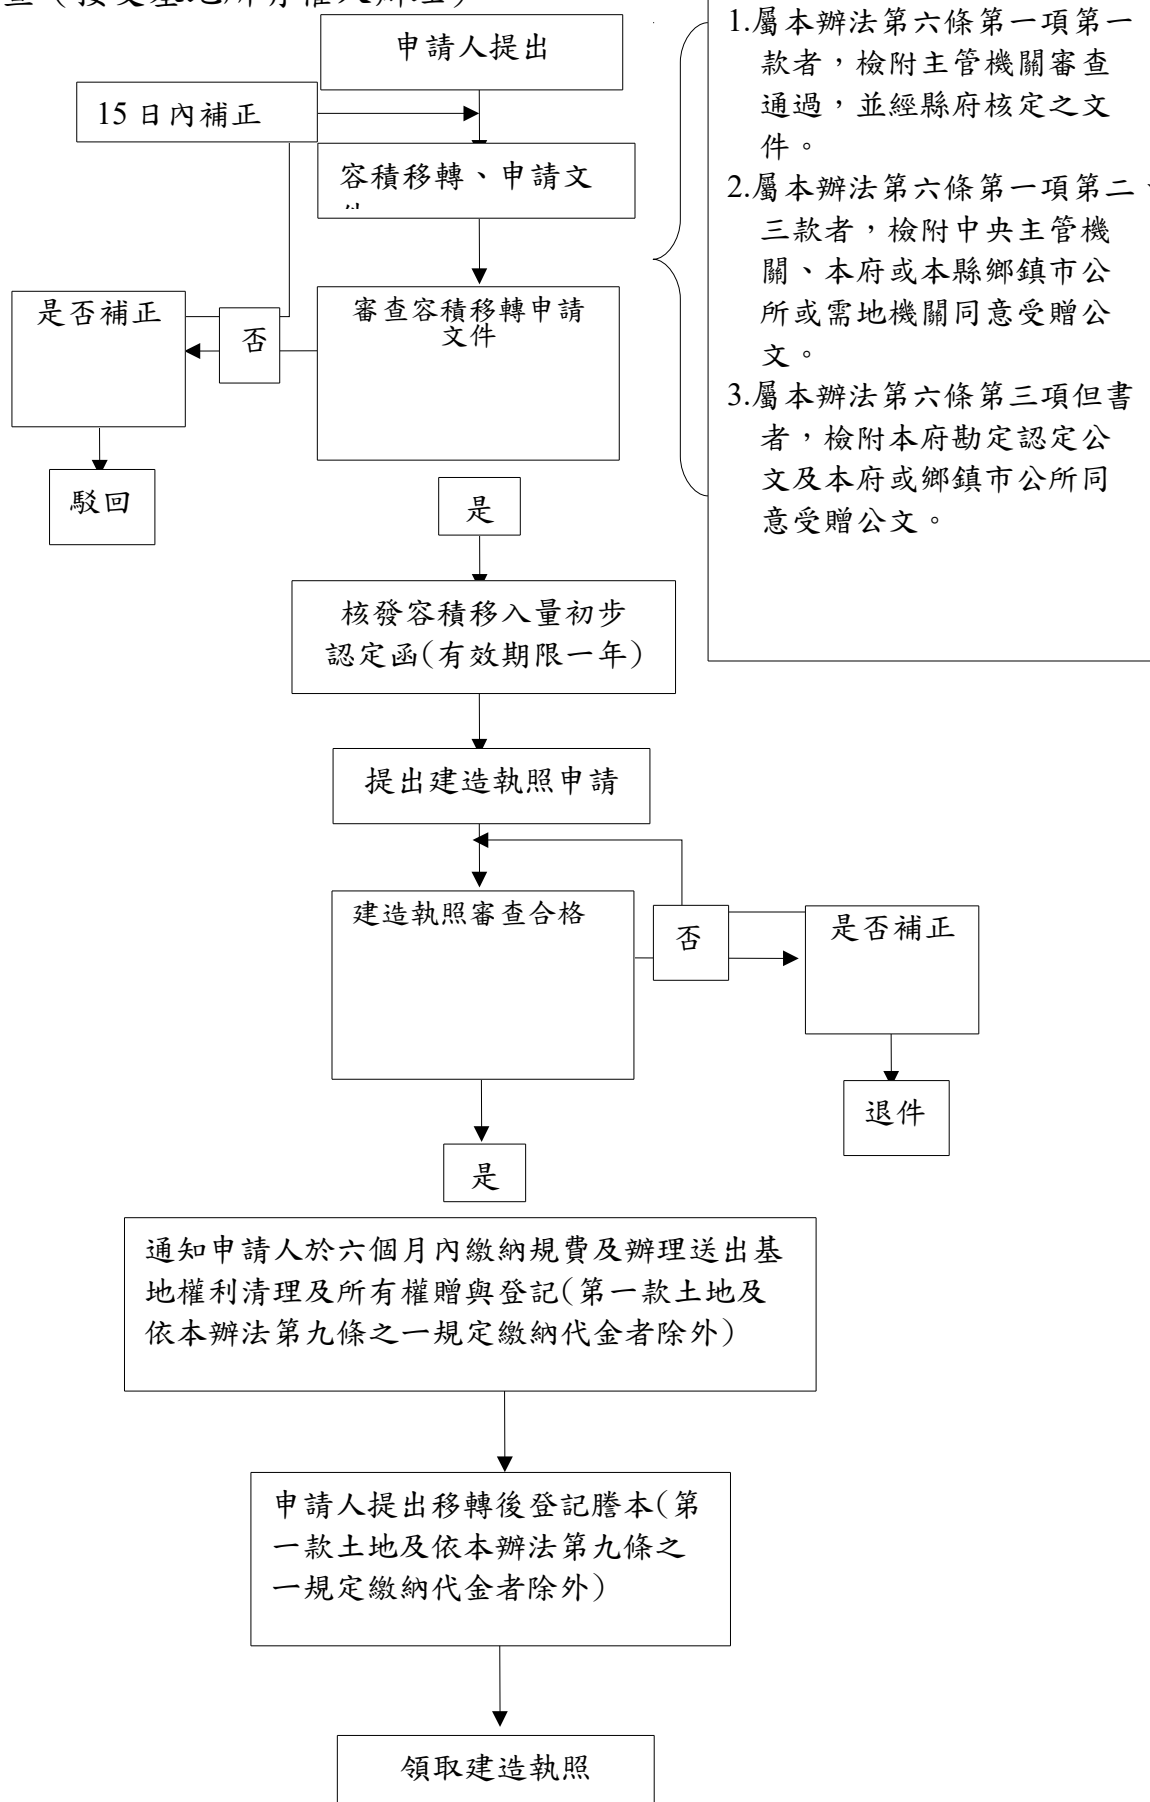 申請人提出
15 日內補正
容積移轉、申請文
是否補正
否
審查容積移轉申請
文件
駁回
是
1.屬本辦法第六條第一項第一
款者，檢附主管機關審查
通過，並經縣府核定之文
件。
2.屬本辦法第六條第一項第二、
三款者，檢附中央主管機
關、本府或本縣鄉鎮市公
所或需地機關同意受贈公
文。
3.屬本辦法第六條第三項但書
者，檢附本府勘定認定公
文及本府或鄉鎮市公所同
意受贈公文。
核發容積移入量初步
認定函(有效期限一年)
提出建造執照申請
建造執照審查合格
否
是否補正
退件
是
通知申請人於六個月內繳納規費及辦理送出基
地權利清理及所有權贈與登記(第一款土地及
依本辦法第九條之一規定繳納代金者除外)
申請人提出移轉後登記謄本(第
一款土地及依本辦法第九條之
一規定繳納代金者除外)
領取建造執照